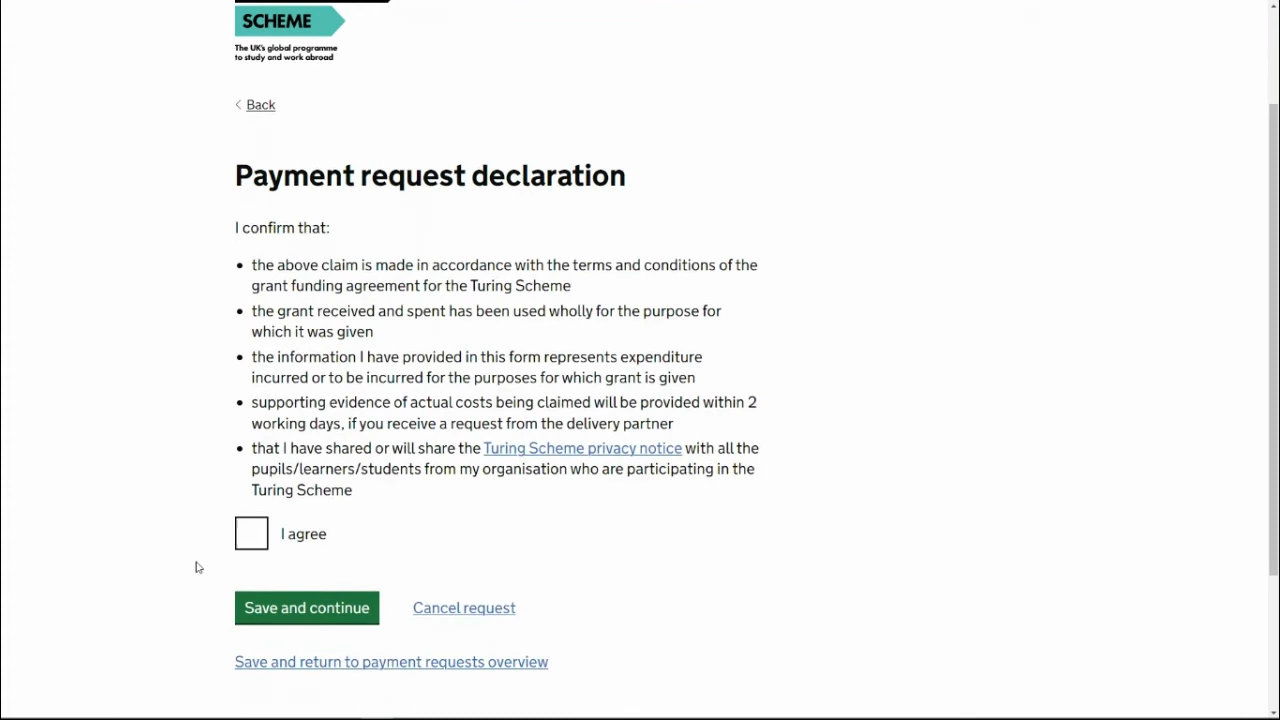 SCHEME
The UK's global programme
to study and work abroad
Back
Payment request declaration
I confirm that:
• the above claim is made in accordance with the terms and conditions of the
grant funding agreement for the Turing Scheme
• the grant received and spent has been used wholly for the purpose for
which it was given
• the information I have provided in this form represents expenditure
incurred or to be incurred for the purposes for which grant is given
• supporting evidence of actual costs being claimed will be provided within 2
working days, if you receive a request from the delivery partner
• that I have shared or will share the Turing Scheme privacy notice with all the
pupils/learners/students from my organisation who are participating in the
Turing Scheme
I agree
Save and continue Cancel request
Save and return to payment requests overview